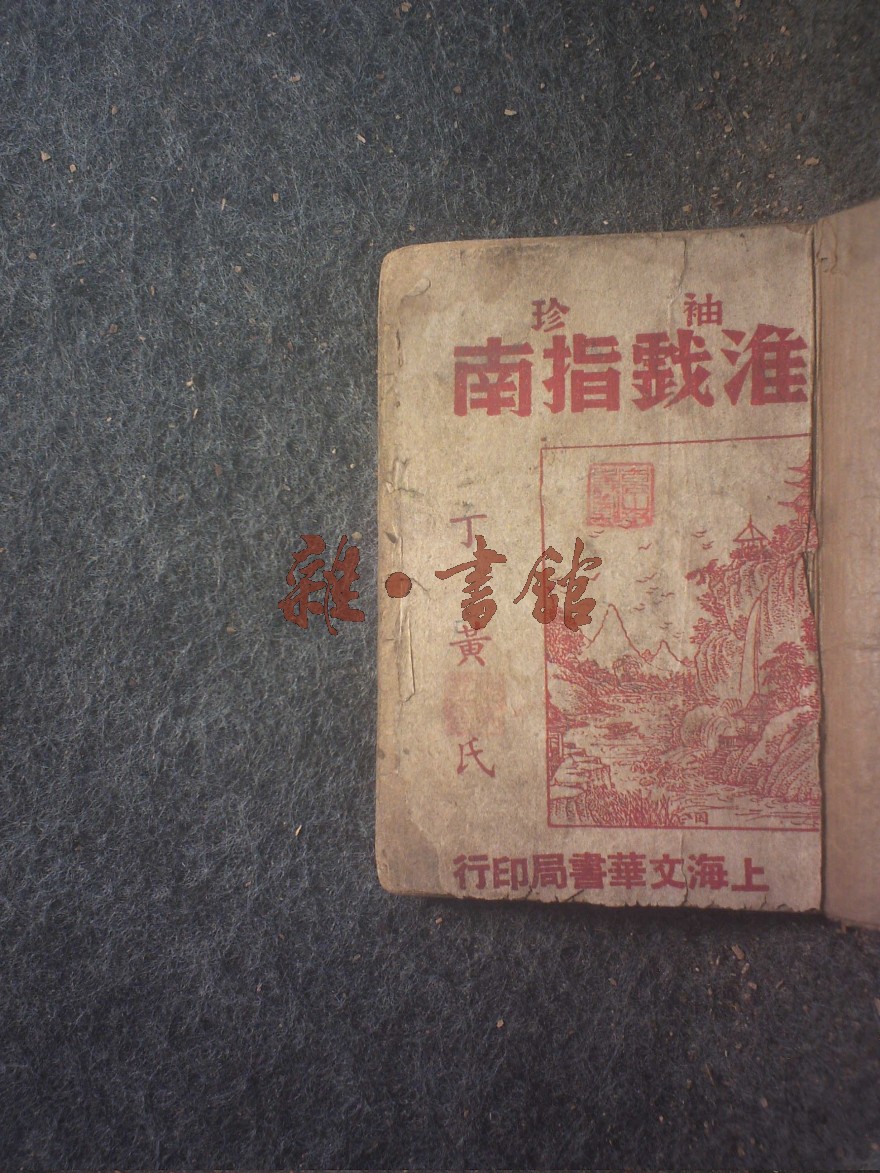 袖珍
淮戱指南
丁黃氏
雜·書館
上海文華書局印行